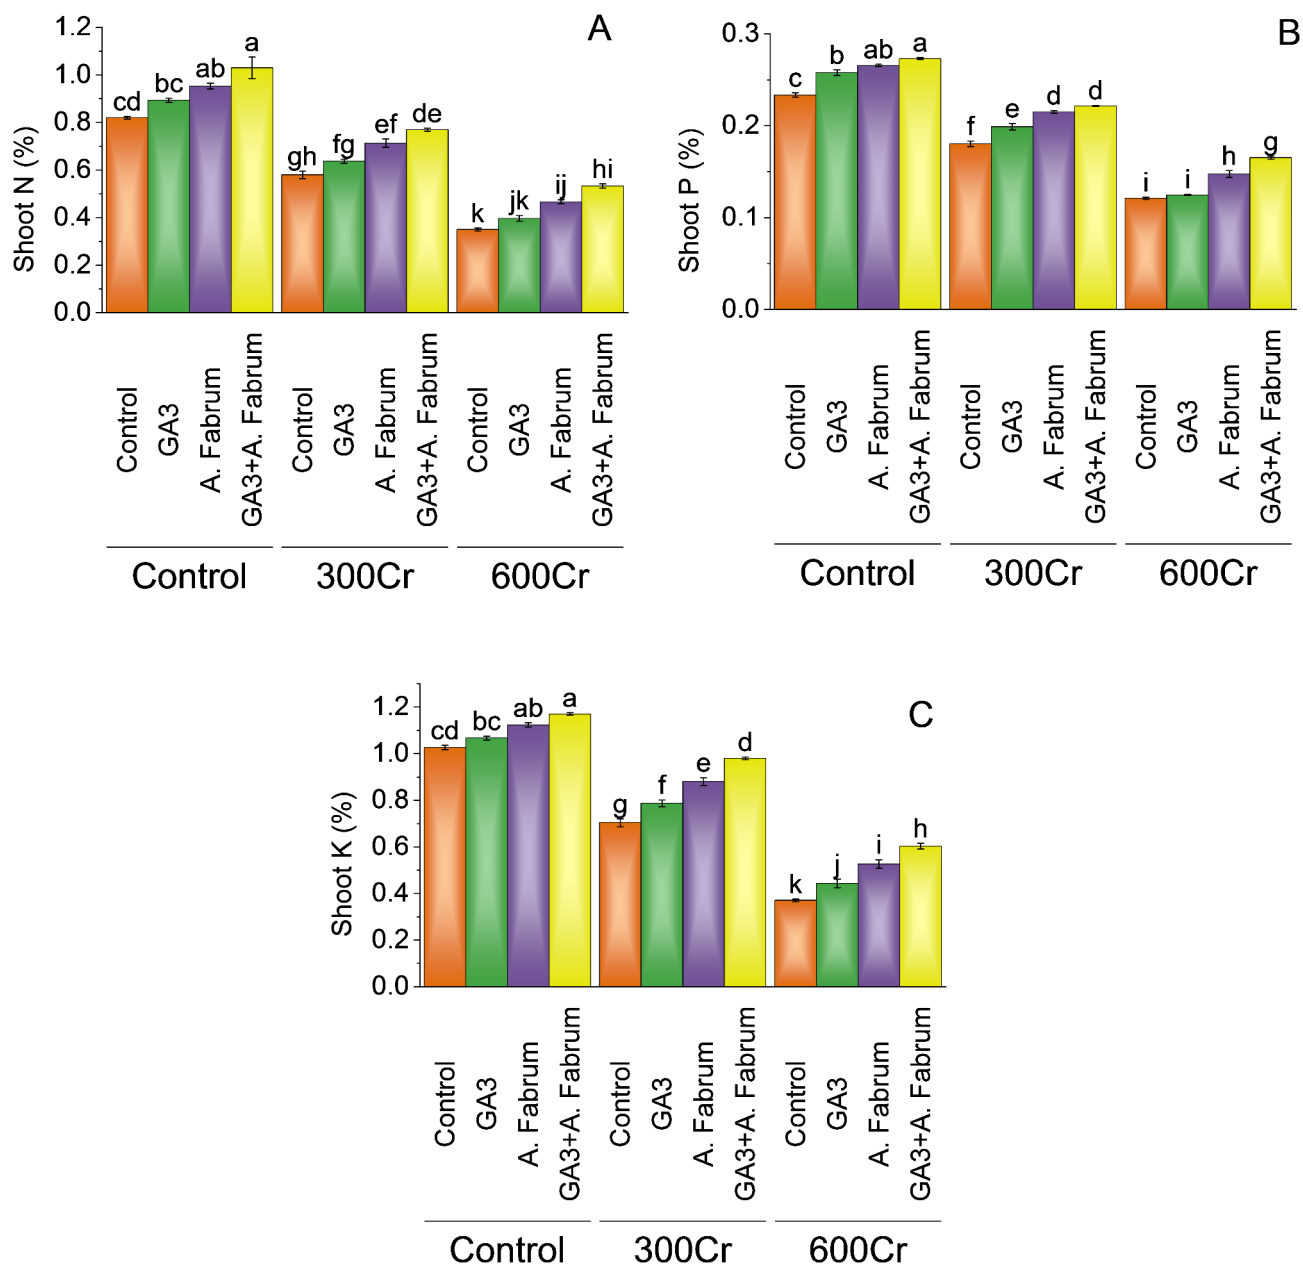 A
Shoot N (%)
1.2
1.0
0.8
0.6
0.4
0.2
0.0
cd
bc
ab
a
gh
fg
ef
de
k
jk
ij
hi
Control
GA3
A. Fabrum
GA3+A. Fabrum
Control
GA3
A. Fabrum
GA3+A. Fabrum
Control
GA3
A. Fabrum
GA3+A. Fabrum
Control
300Cr
600Cr
B
Shoot P (%)
0.3
0.2
0.1
0.0
c
b
ab
a
f
e
d
d
i
i
h
g
Control
GA3
A. Fabrum
GA3+A. Fabrum
Control
GA3
A. Fabrum
GA3+A. Fabrum
Control
GA3
A. Fabrum
GA3+A. Fabrum
Control
300Cr
600Cr
C
Shoot K (%)
1.2
1.0
0.8
0.6
0.4
0.2
0.0
cd
bc
ab
a
g
f
e
d
k
j
i
h
Control
GA3
A. Fabrum
GA3+A. Fabrum
Control
GA3
A. Fabrum
GA3+A. Fabrum
Control
GA3
A. Fabrum
GA3+A. Fabrum
Control
300Cr
600Cr